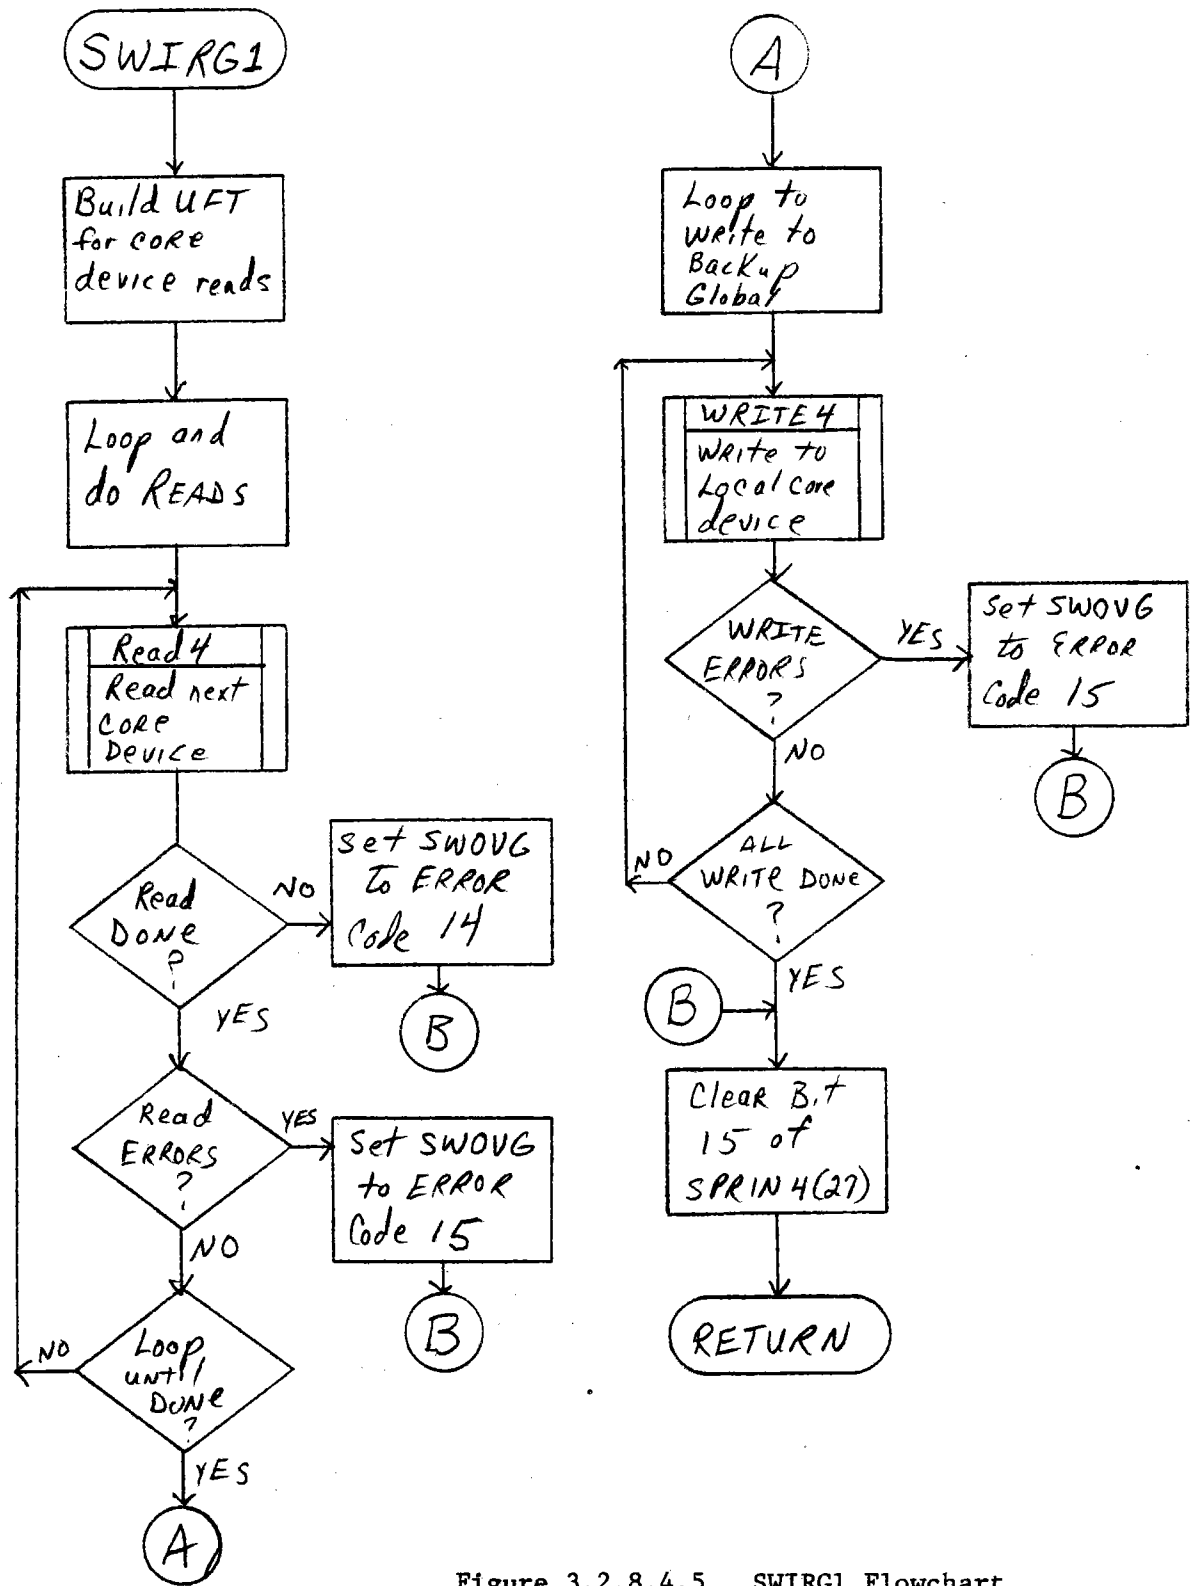 SWIRG1
Build UFT
for CORE
device reads
Loop and
do READS
Read 4
Read next
CORE
Device
Read
DONE
?
NO
Set SWOVG
to ERROR
Code 14
B
YES
Read
ERRORS
?
YES
Set SWOVG
to ERROR
Code 15
B
NO
Loop
until
DONE
?
NO
YES
A
A
Loop to
Write to
Backup
Global
WRITE 4
Write to
Local Core
device
WRITE
ERRORS
?
YES
Set SWOVG
to ERROR
Code 15
B
NO
ALL
WRITE DONE
?
NO
YES
B
Clear Bit
15 of
SPRIN4(27)
RETURN
Figure 3.2.8.4.5 SWIRG1 Flowchart